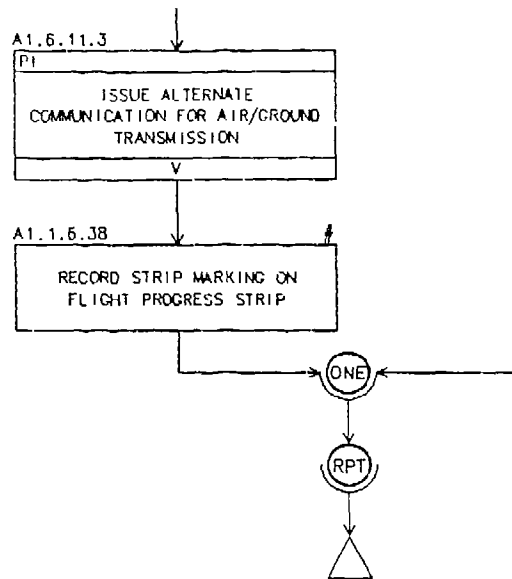 A1.6.11.3
PI
ISSUE ALTERNATE
COMMUNICATION FOR AIR/GROUND
TRANSMISSION
V
A1.1.6.38
RECORD STRIP MARKING ON
FLIGHT PROGRESS STRIP
ONE
RPT